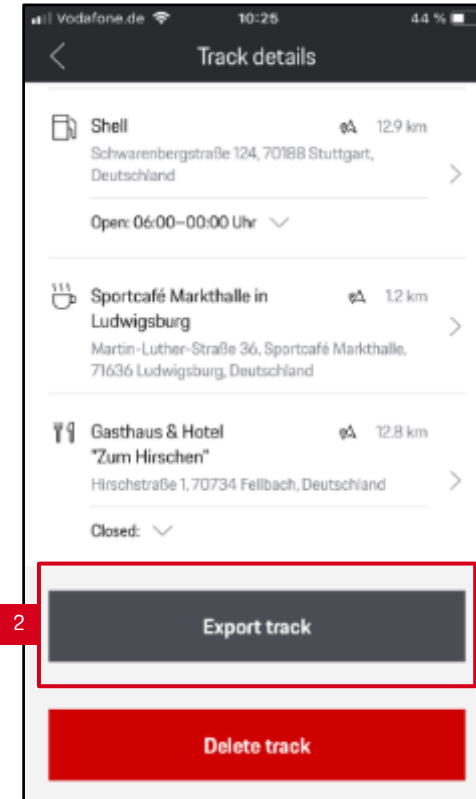 Vodafone.de 10:25 44 %
Track details
Shell 12.9 km
Schwarenbergstraße 124, 70188 Stuttgart,
Deutschland
Open: 06:00–00:00 Uhr
Sportcafé Markthalle in 1.2 km
Ludwigsburg
Martin-Luther-Straße 36, Sportcafé Markthalle,
71636 Ludwigsburg, Deutschland
Gasthaus & Hotel 12.8 km
"Zum Hirschen"
Hirschstraße 1, 70734 Fellbach, Deutschland
Closed:
2
Export track
Delete track